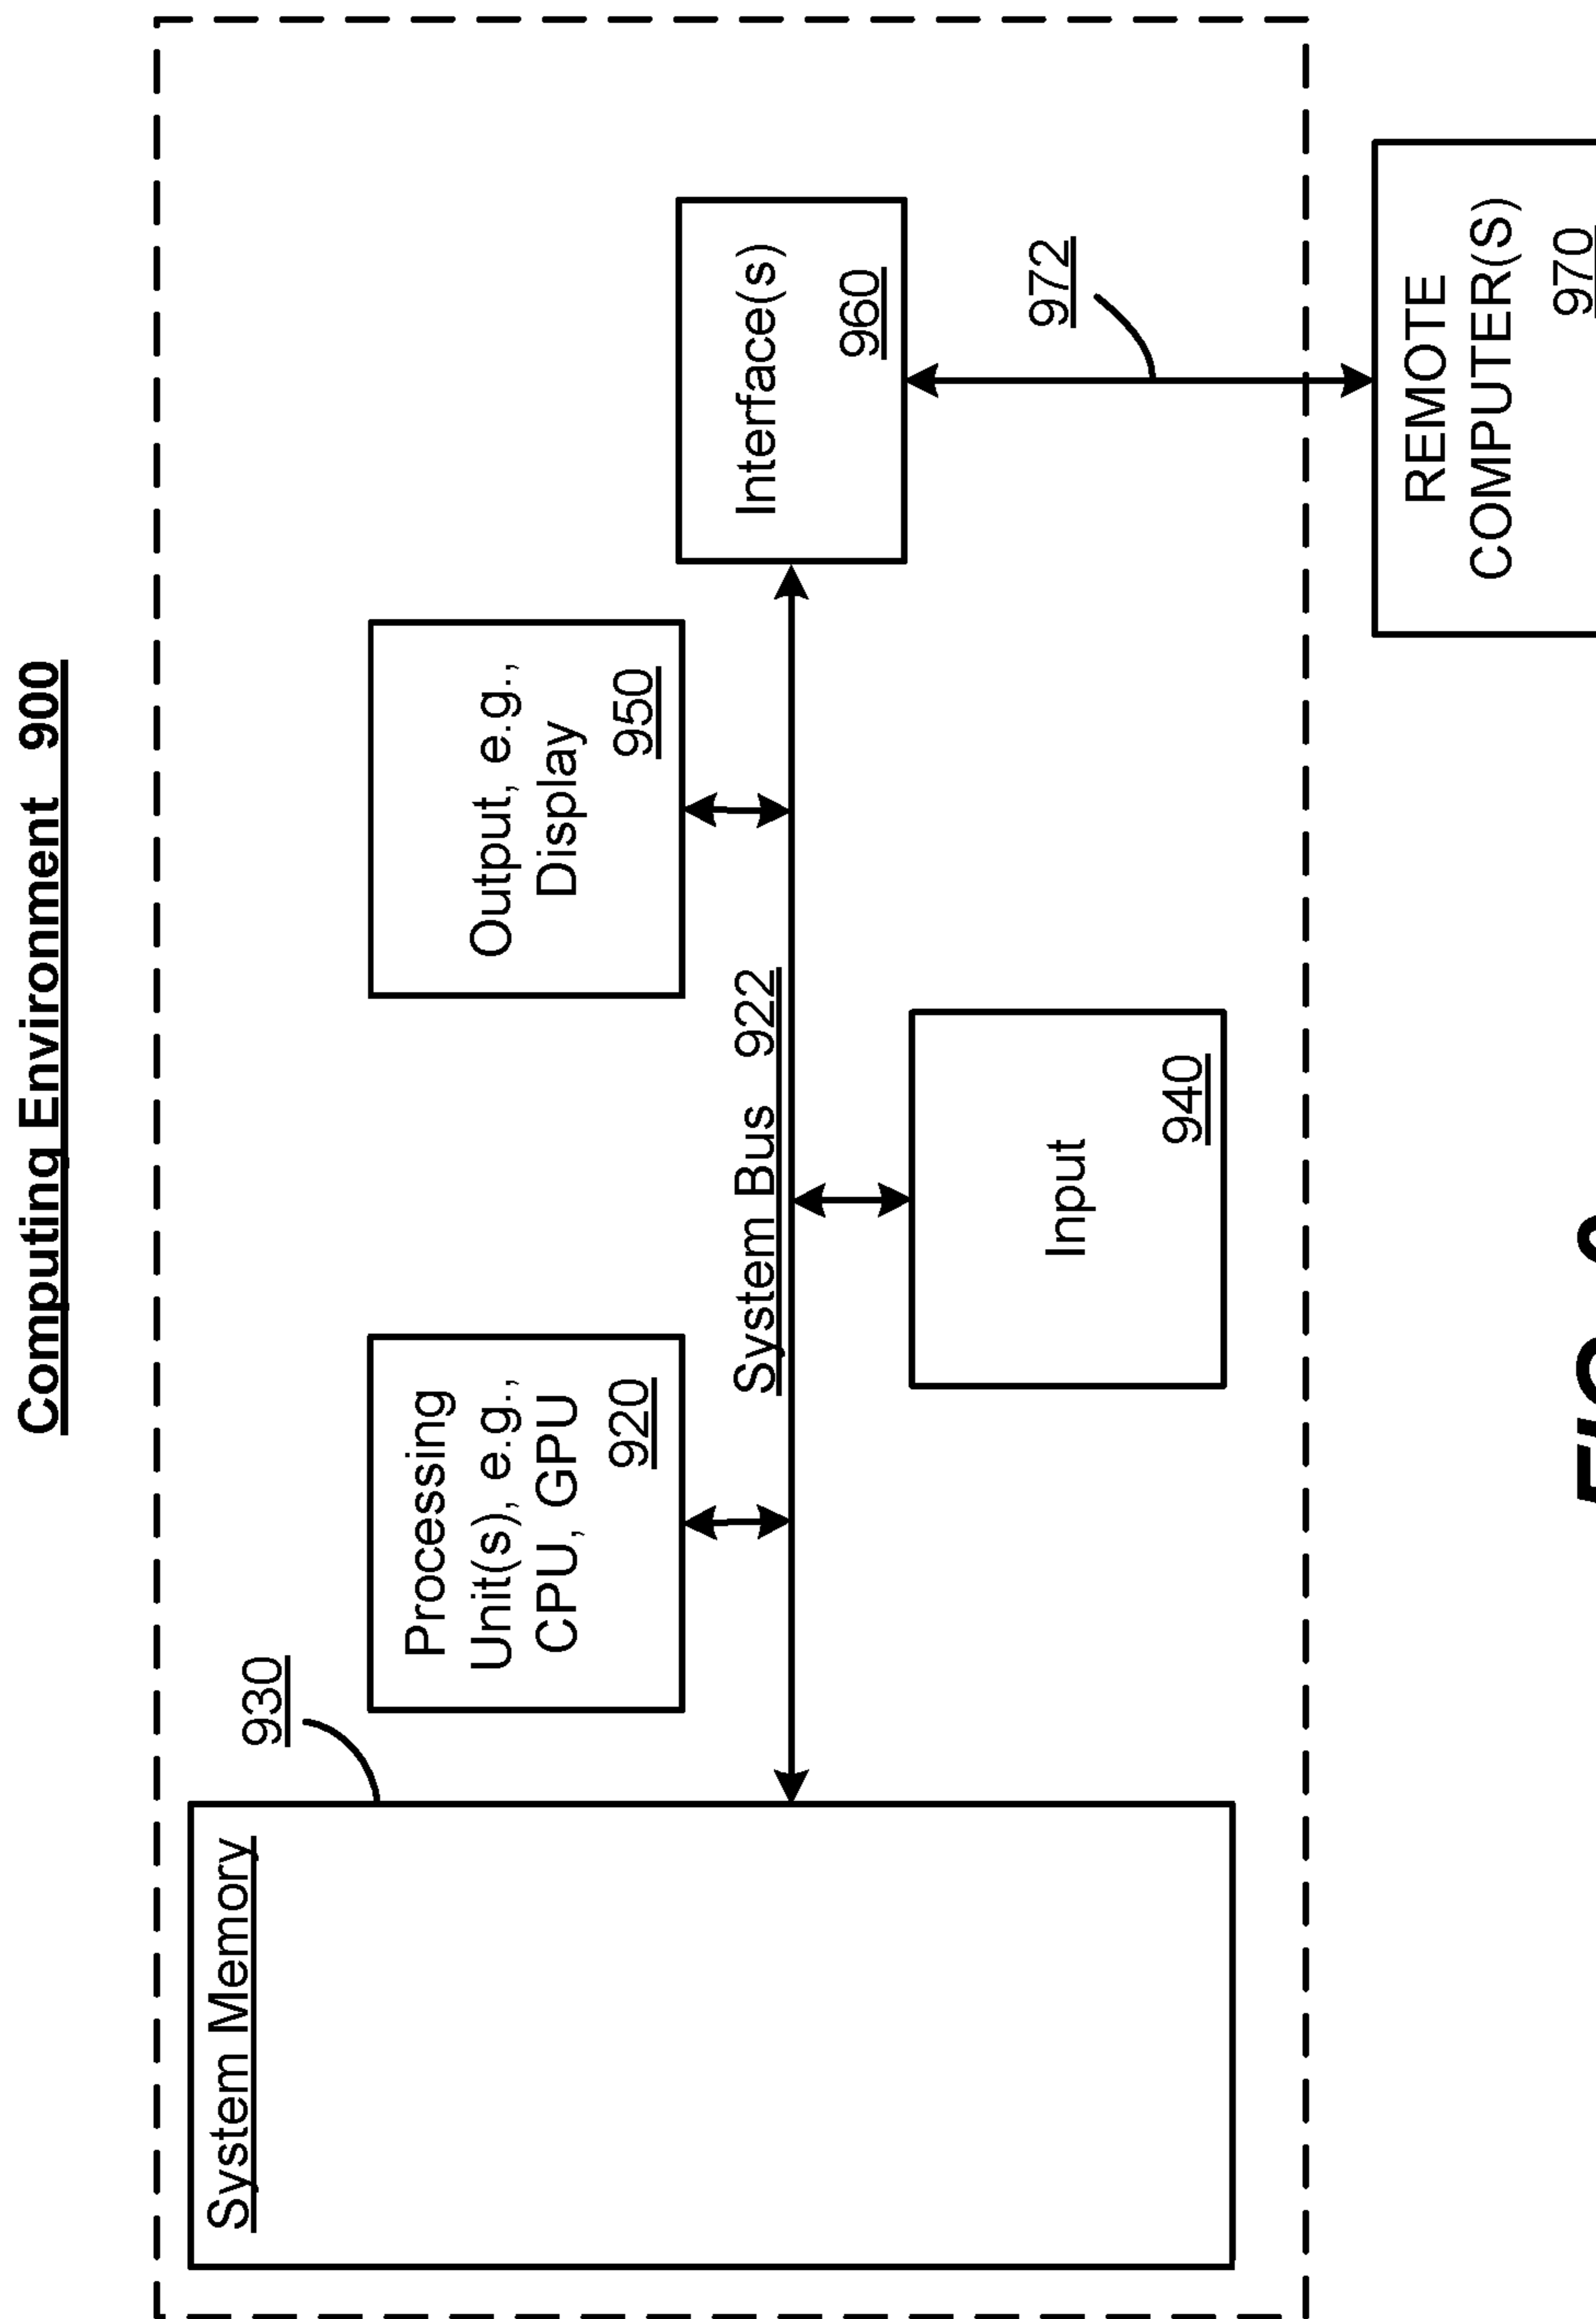 Computing Environment 900
System Memory
930
Processing
Unit(s), e.g.,
CPU, GPU
920
Output, e.g.,
Display
950
System Bus 922
Interface(s)
960
Input
940
972
REMOTE
COMPUTER(S)
970